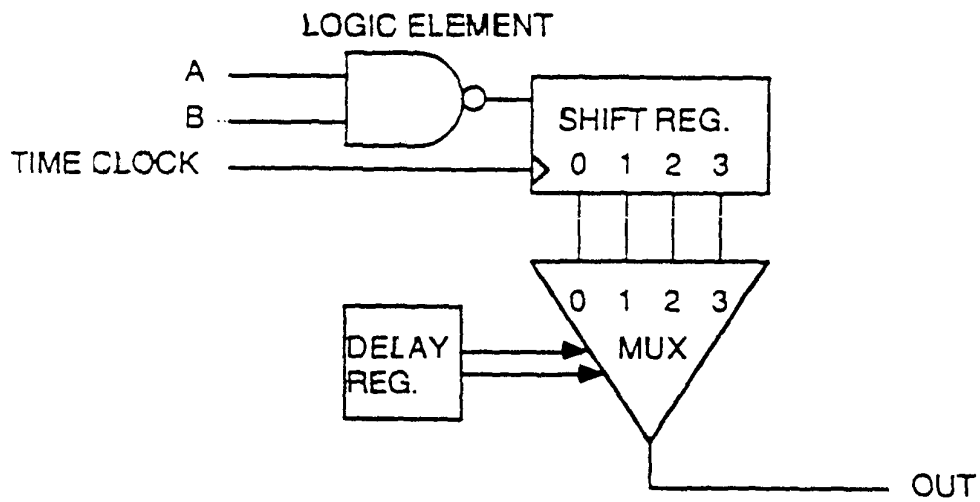 LOGIC ELEMENT
A
B
TIME CLOCK
SHIFT REG.
0 1 2 3
0 1 2 3
MUX
DELAY
REG.
OUT